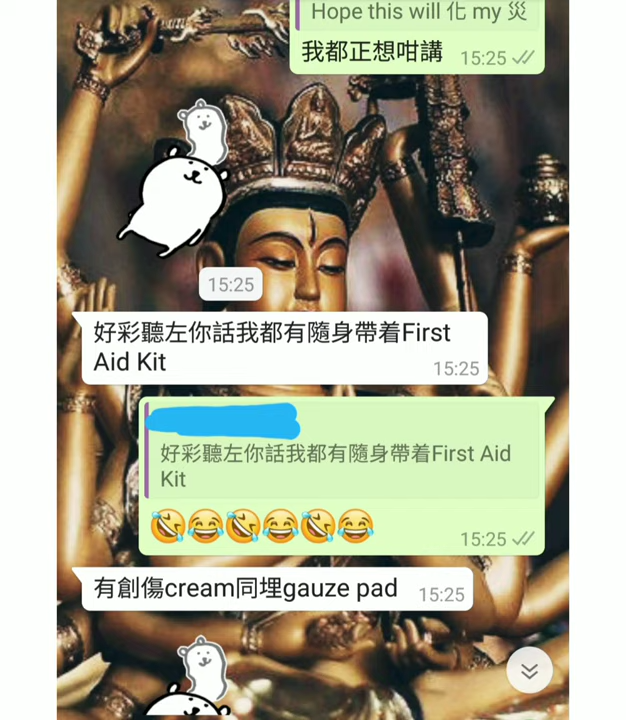 Hope this will 化 my 災
我都正想咁講
15:25
15:25
好彩聽左你話我都有隨身帶着First
Aid Kit
15:25
好彩聽左你話我都有隨身帶着First Aid
Kit
🤣😂🤣😂🤣😂
15:25
有創傷cream同埋gauze pad
15:25